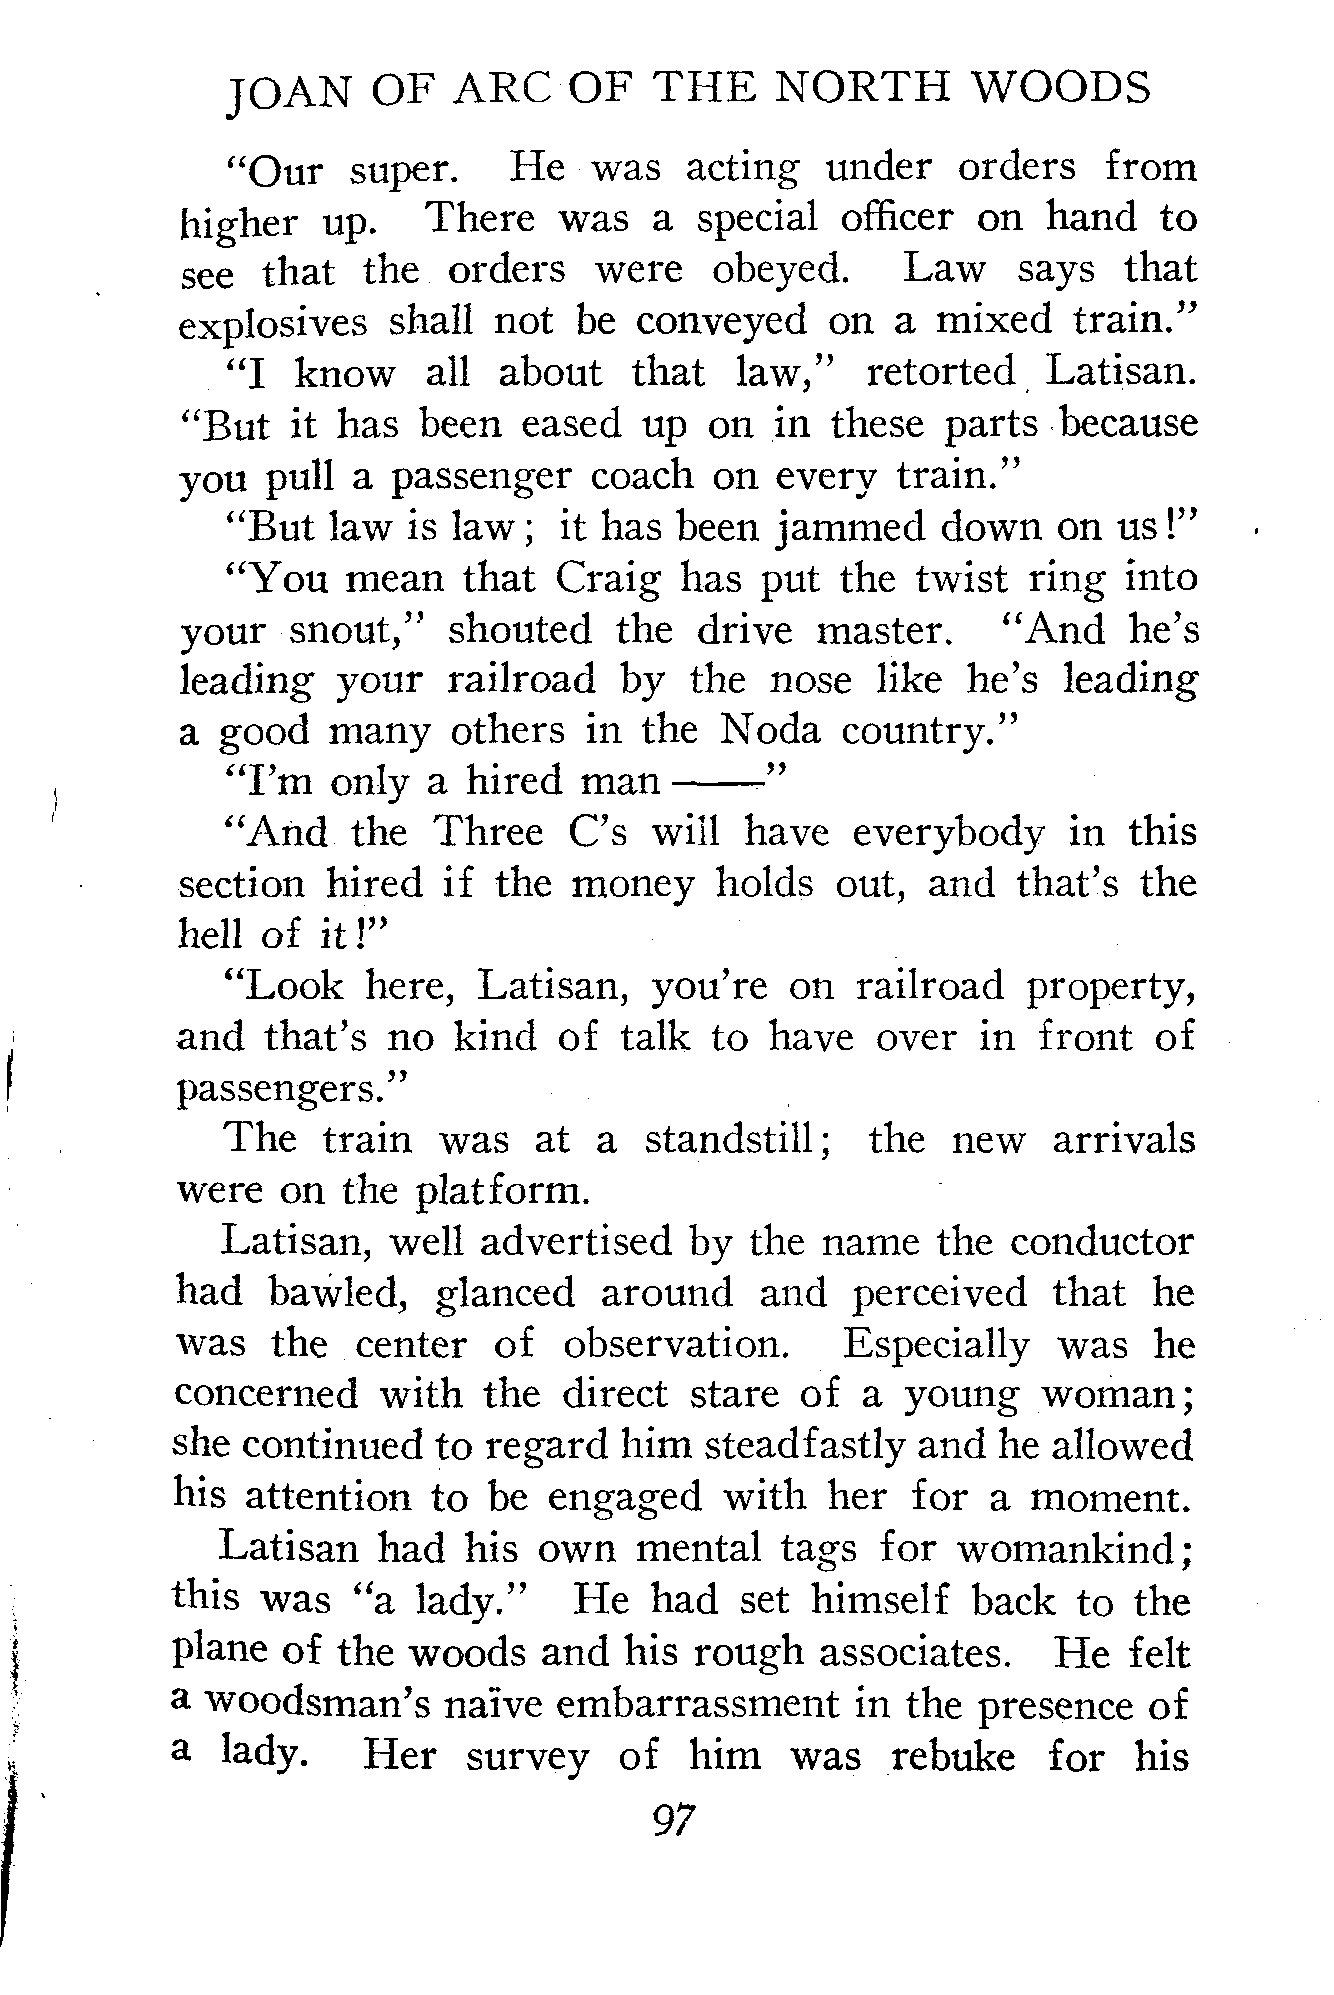 JOAN OF ARC OF THE NORTH WOODS
“Our super. He was acting under orders from
higher up. There was a special officer on hand to
see that the orders were obeyed. Law says that
explosives shall not be conveyed on a mixed train.”
“I know all about that law,” retorted Latisan.
“But it has been eased up on in these parts because
you pull a passenger coach on every train.”
“But law is law; it has been jammed down on us!”
“You mean that Craig has put the twist ring into
your snout,” shouted the drive master. “And he’s
leading your railroad by the nose like he’s leading
a good many others in the Noda country.”
“I’m only a hired man ——”
“And the Three C’s will have everybody in this
section hired if the money holds out, and that’s the
hell of it!”
“Look here, Latisan, you’re on railroad property,
and that’s no kind of talk to have over in front of
passengers.”
The train was at a standstill; the new arrivals
were on the platform.
Latisan, well advertised by the name the conductor
had bawled, glanced around and perceived that he
was the center of observation. Especially was he
concerned with the direct stare of a young woman;
she continued to regard him steadfastly and he allowed
his attention to be engaged with her for a moment.
Latisan had his own mental tags for womankind;
this was “a lady.” He had set himself back to the
plane of the woods and his rough associates. He felt
a woodsman’s naïve embarrassment in the presence of
a lady. Her survey of him was rebuke for his
97